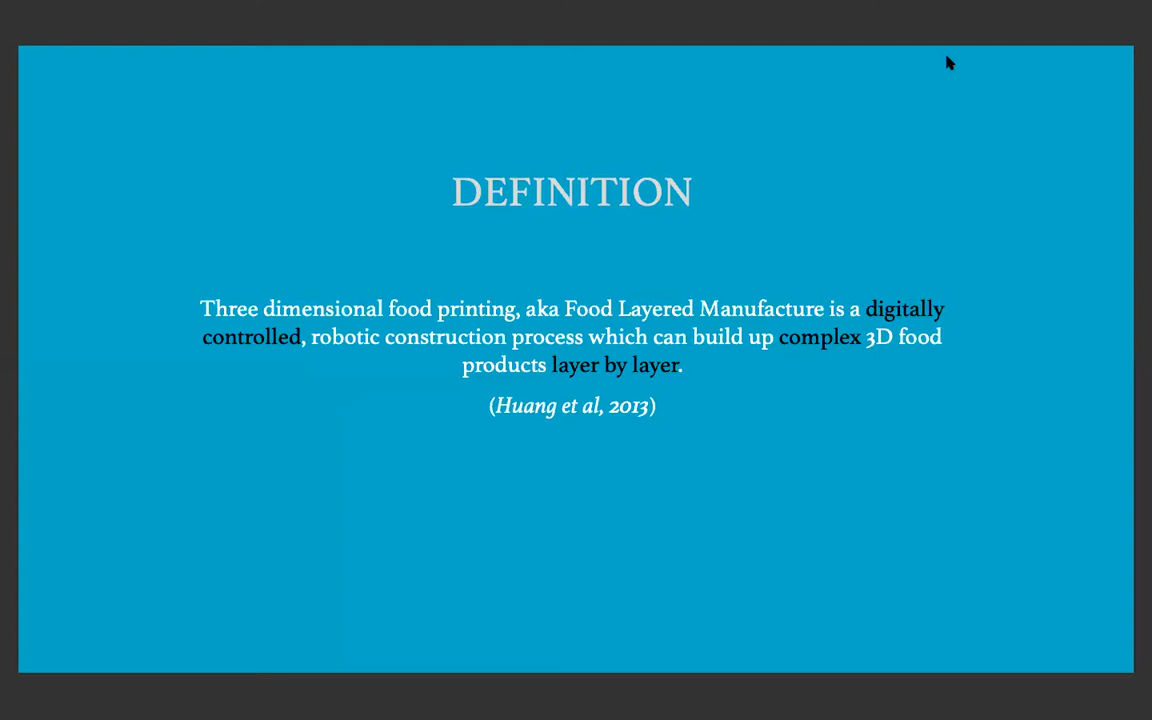 DEFINITION
Three dimensional food printing, aka Food Layered Manufacture is a digitally
controlled, robotic construction process which can build up complex 3D food
products layer by layer.
(Huang et al, 2013)